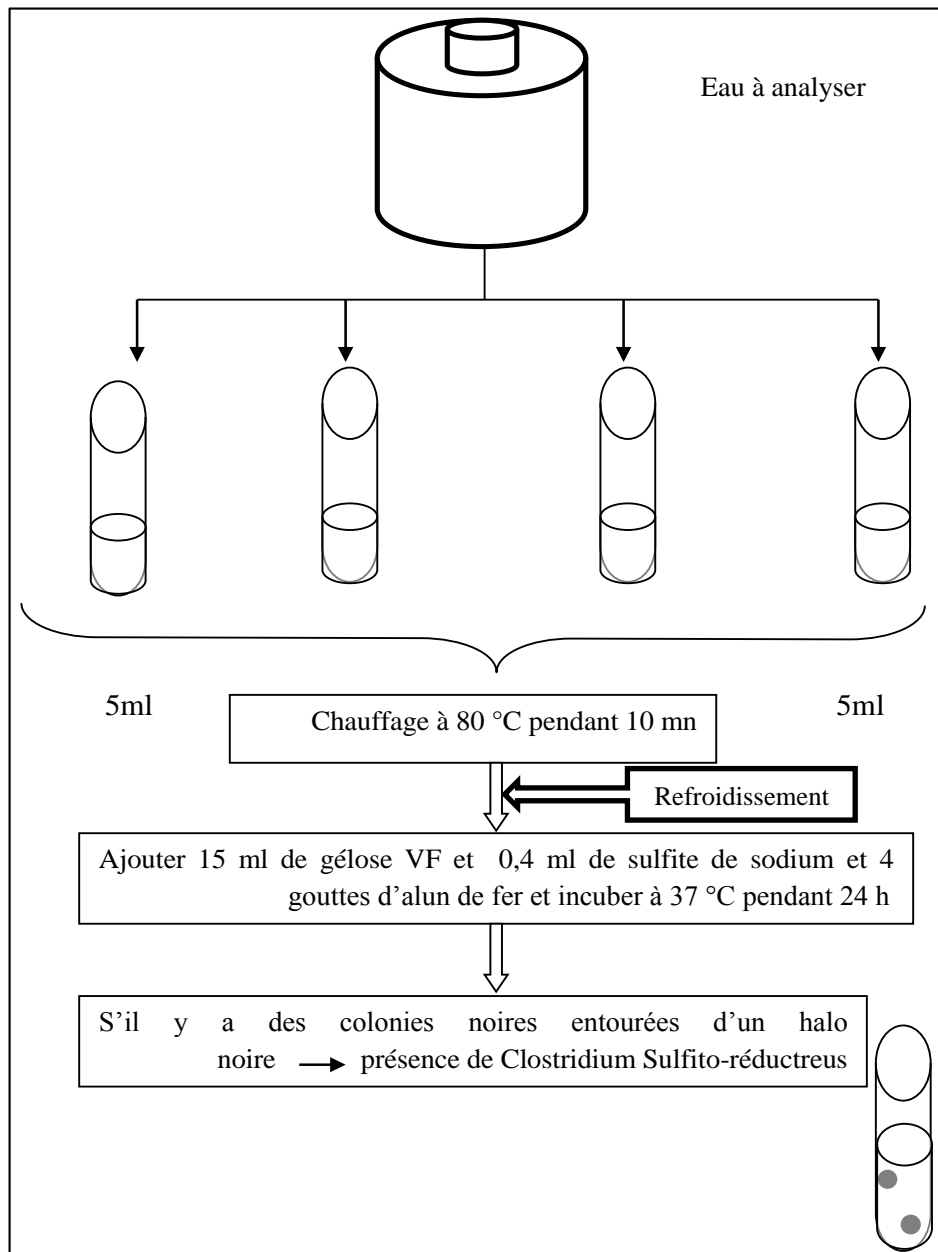 Eau à analyser
5ml
5ml
Chauffage à 80 °C pendant 10 mn
Refroidissement
Ajouter 15 ml de gélose VF et 0,4 ml de sulfite de sodium et 4
gouttes d'alun de fer et incuber à 37 °C pendant 24 h
S'il y a des colonies noires entourées d'un halo
noire → présence de Clostridium Sulfito-réductreus